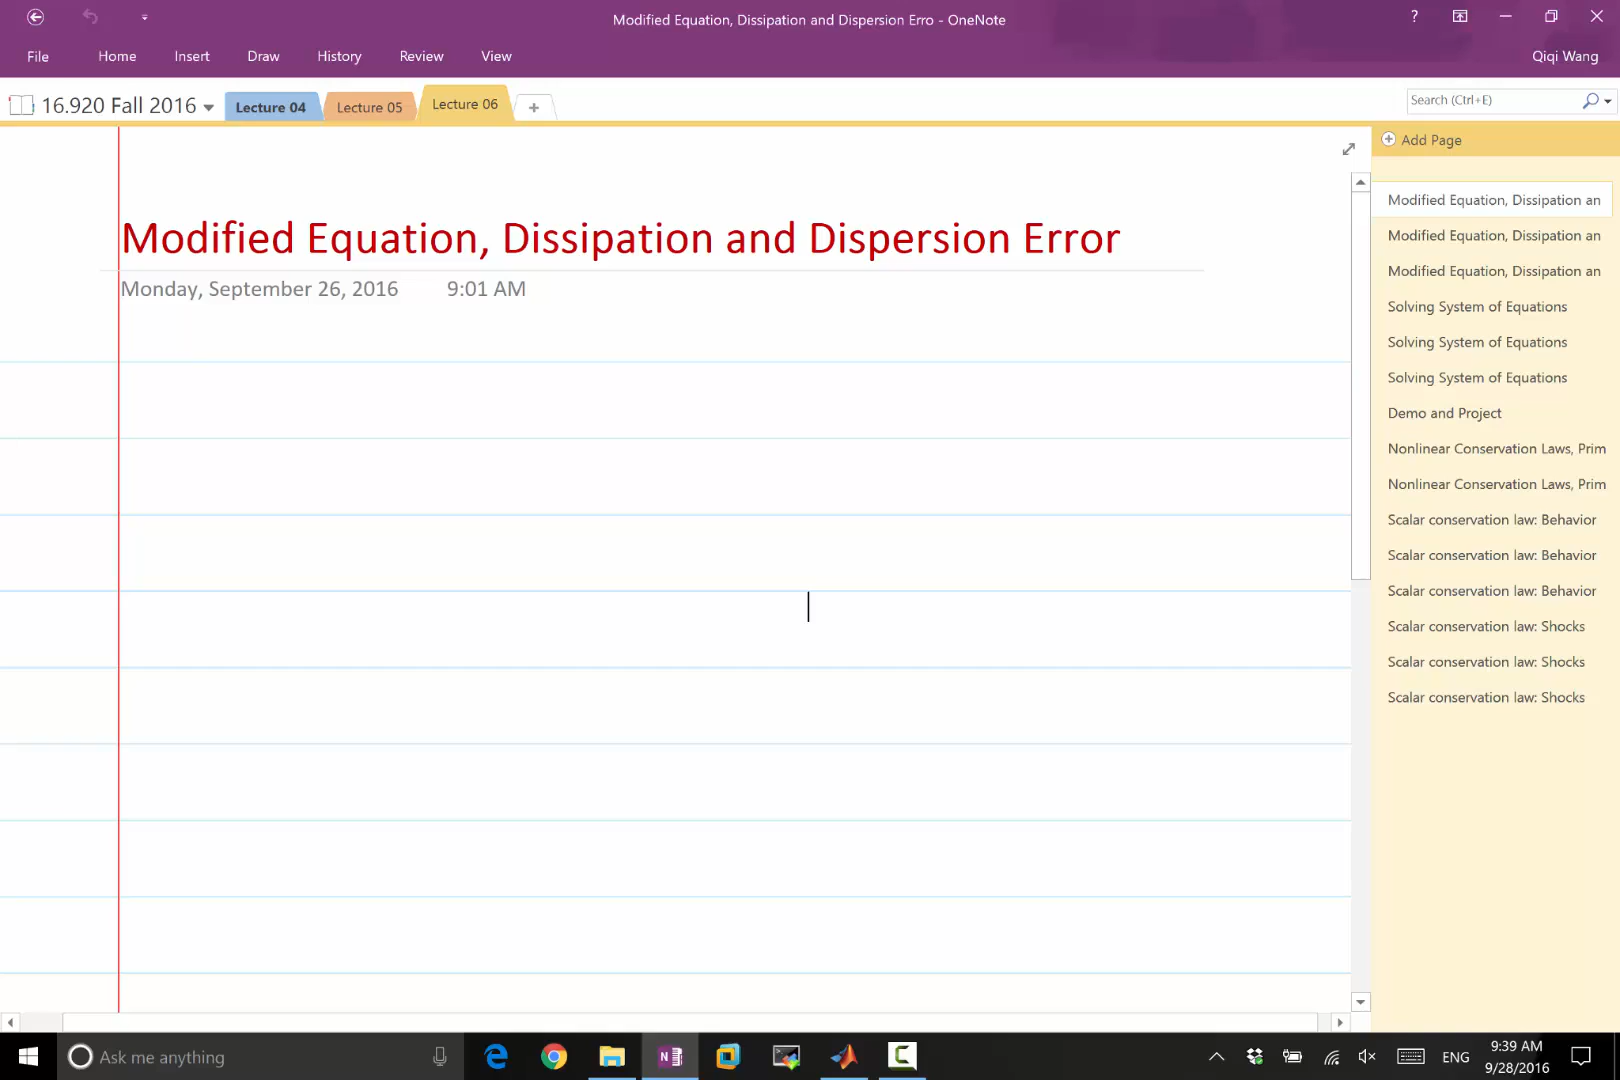 Modified Equation, Dissipation and Dispersion Erro - OneNote
?
File Home Insert Draw History Review View
Qiqi Wang
16.920 Fall 2016
Lecture 04
Lecture 05
Lecture 06
+
Search (Ctrl+E)
Add Page
Modified Equation, Dissipation and Dispersion Error
Monday, September 26, 2016 9:01 AM
Modified Equation, Dissipation an
Modified Equation, Dissipation an
Modified Equation, Dissipation an
Solving System of Equations
Solving System of Equations
Solving System of Equations
Demo and Project
Nonlinear Conservation Laws, Prim
Nonlinear Conservation Laws, Prim
Scalar conservation law: Behavior
Scalar conservation law: Behavior
Scalar conservation law: Behavior
Scalar conservation law: Shocks
Scalar conservation law: Shocks
Scalar conservation law: Shocks
Ask me anything
ENG
9:39 AM
9/28/2016